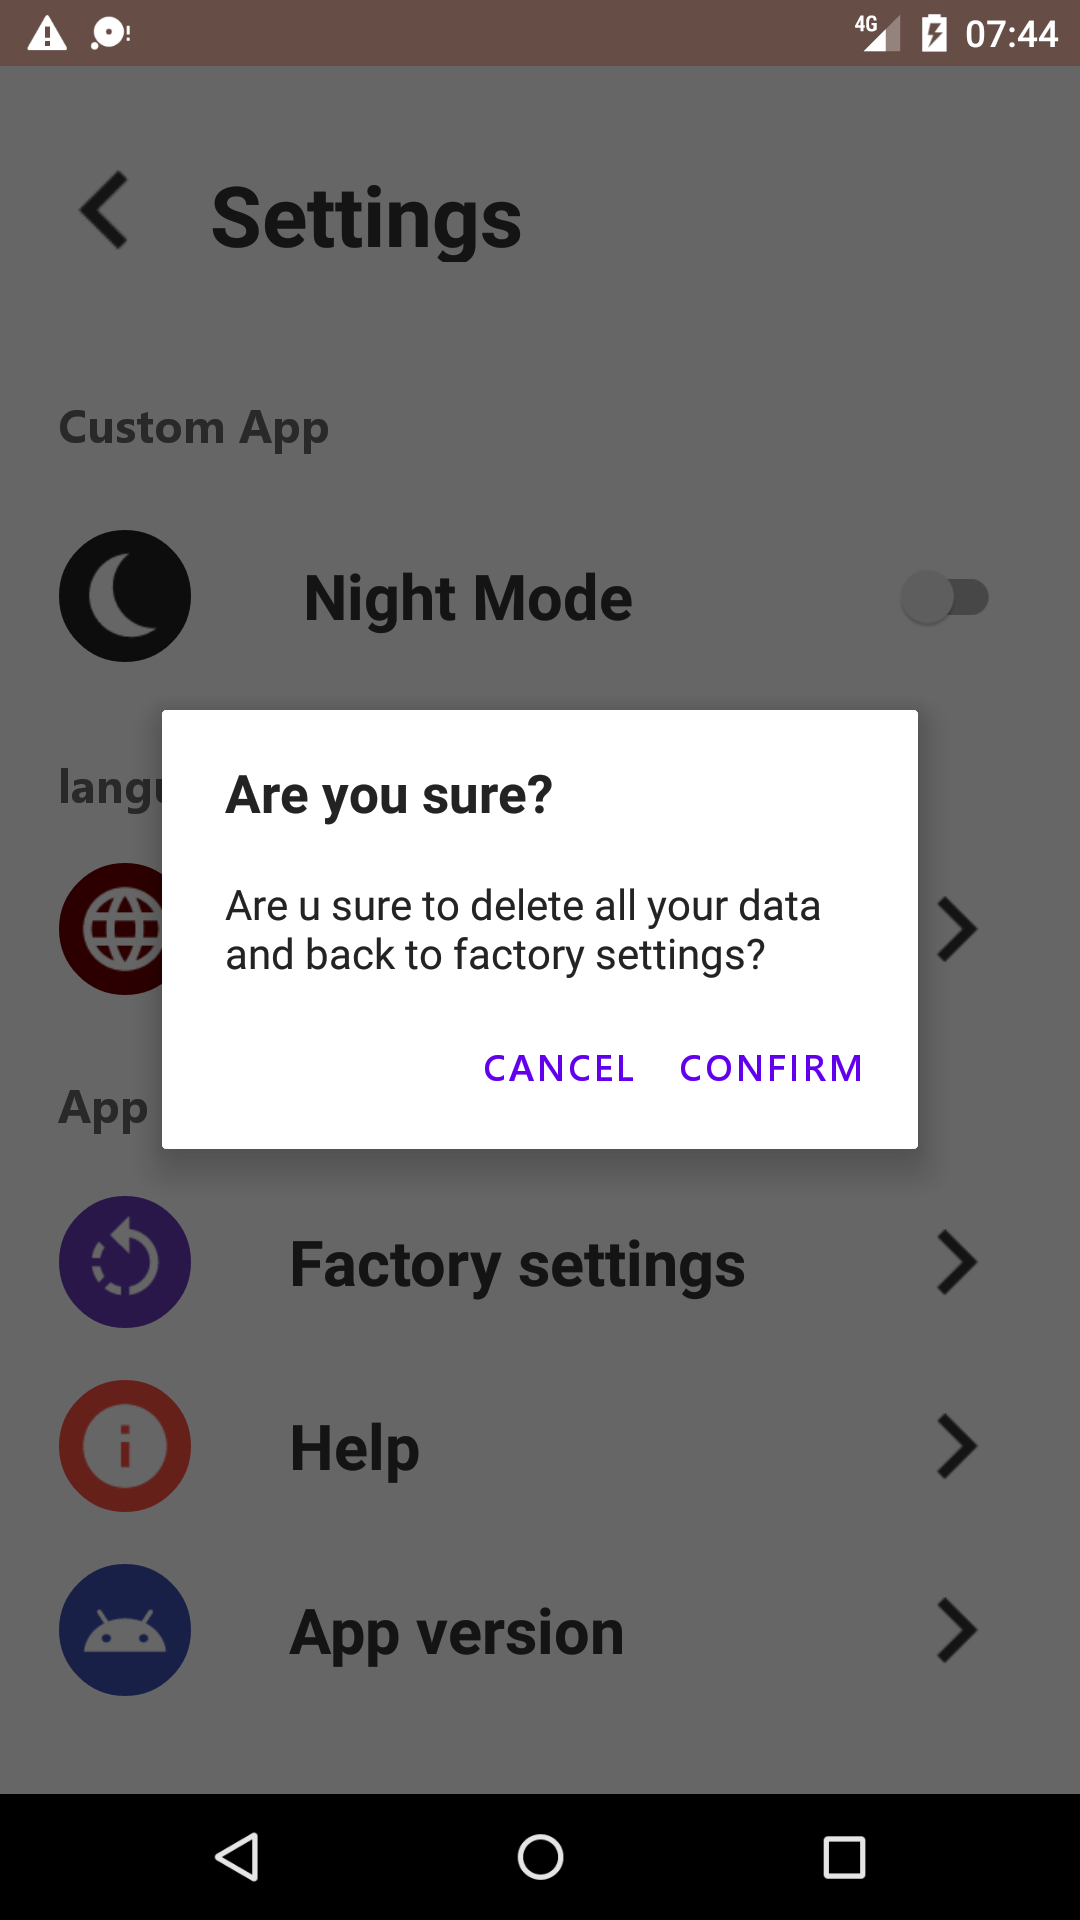 4G 07:44
Settings
Custom App
Night Mode
Are you sure?
Are u sure to delete all your data
and back to factory settings?
CANCEL CONFIRM
App
Factory settings
Help
App version